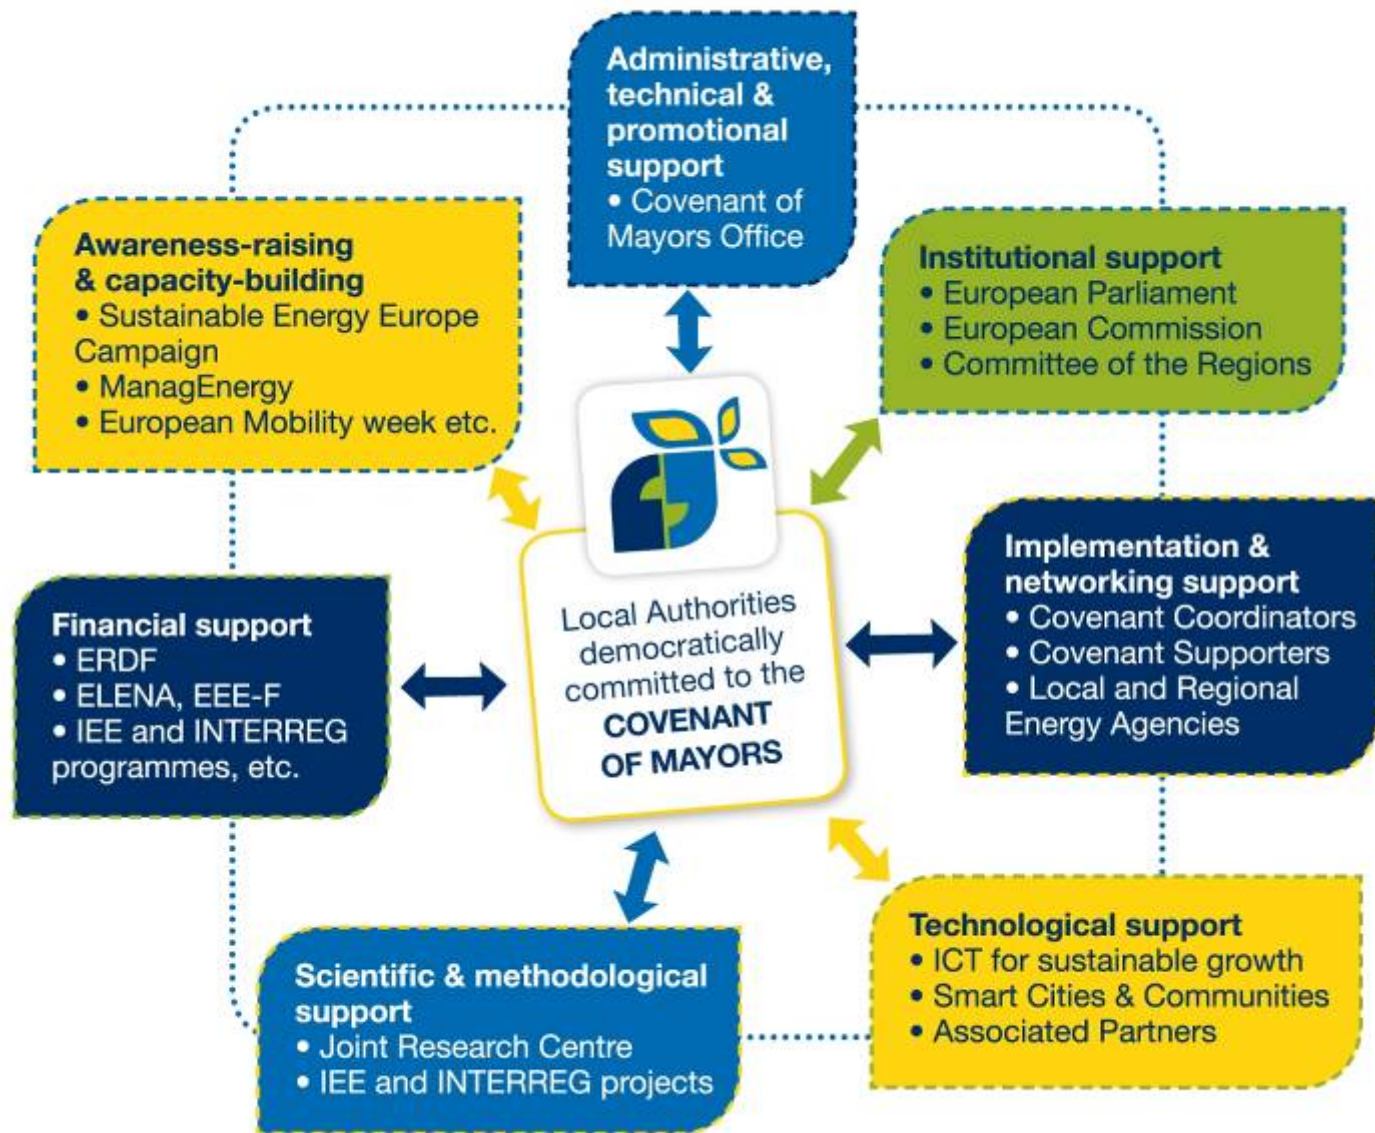 Administrative,
technical &
promotional
support
• Covenant of
Mayors Office
Awareness-raising
& capacity-building
• Sustainable Energy Europe
Campaign
• ManagEnergy
• European Mobility week etc.
Institutional support
• European Parliament
• European Commission
• Committee of the Regions
Implementation &
networking support
• Covenant Coordinators
• Covenant Supporters
• Local and Regional
Energy Agencies
Local Authorities
democratically
committed to the
COVENANT
OF MAYORS
Financial support
• ERDF
• ELENA, EEE-F
• IEE and INTERREG
programmes, etc.
Technological support
• ICT for sustainable growth
• Smart Cities & Communities
• Associated Partners
Scientific & methodological
support
• Joint Research Centre
• IEE and INTERREG projects